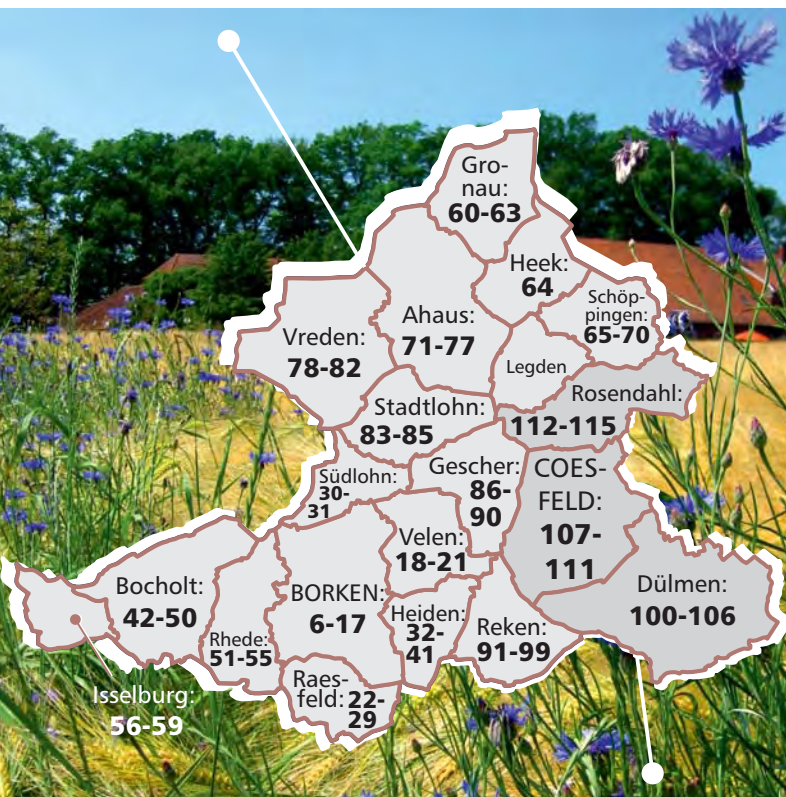 Gro-
nau:
60-63
Heek:
64
Schöp-
pingen:
65-70
Ahaus:
71-77
Vreden:
78-82
Legden
Rosendahl:
112-115
Stadtlohn:
83-85
Gescher:
86-
90
COES-
FELD:
107-
111
Südlohn:
30-
31
Velen:
18-21
Bocholt:
42-50
BORKEN:
6-17
Dülmen:
100-106
Heiden:
32-
41
Reken:
91-99
Rhede:
51-55
Raes-
feld: 22-
29
Isselburg:
56-59